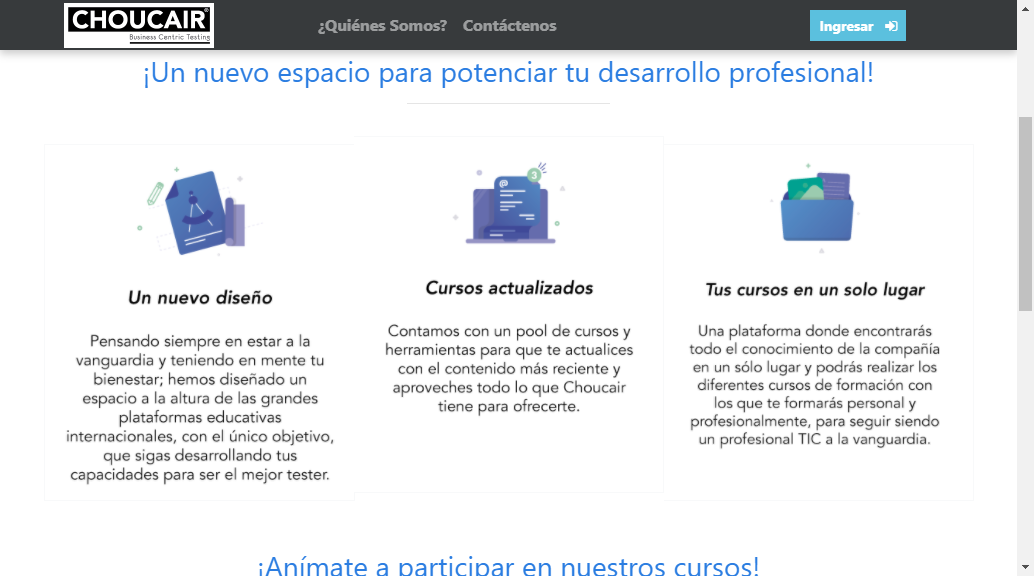 CHOUCAIR®
Business Centric Testing
¿Quiénes Somos?
Contáctenos
Ingresar
¡Un nuevo espacio para potenciar tu desarrollo profesional!
Un nuevo diseño
Pensando siempre en estar a la
vanguardia y teniendo en mente tu
bienestar; hemos diseñado un
espacio a la altura de las grandes
plataformas educativas
internacionales, con el único objetivo,
que sigas desarrollando tus
capacidades para ser el mejor tester.
3
Cursos actualizados
Contamos con un pool de cursos y
herramientas para que te actualices
con el contenido más reciente y
aproveches todo lo que Choucair
tiene para ofrecerte.
Tus cursos en un solo lugar
Una plataforma donde encontrarás
todo el conocimiento de la compañía
en un sólo lugar y podrás realizar los
diferentes cursos de formación con
los que te formarás personal y
profesionalmente, para seguir siendo
un profesional TIC a la vanguardia.
¡Anímate a participar en nuestros cursos!